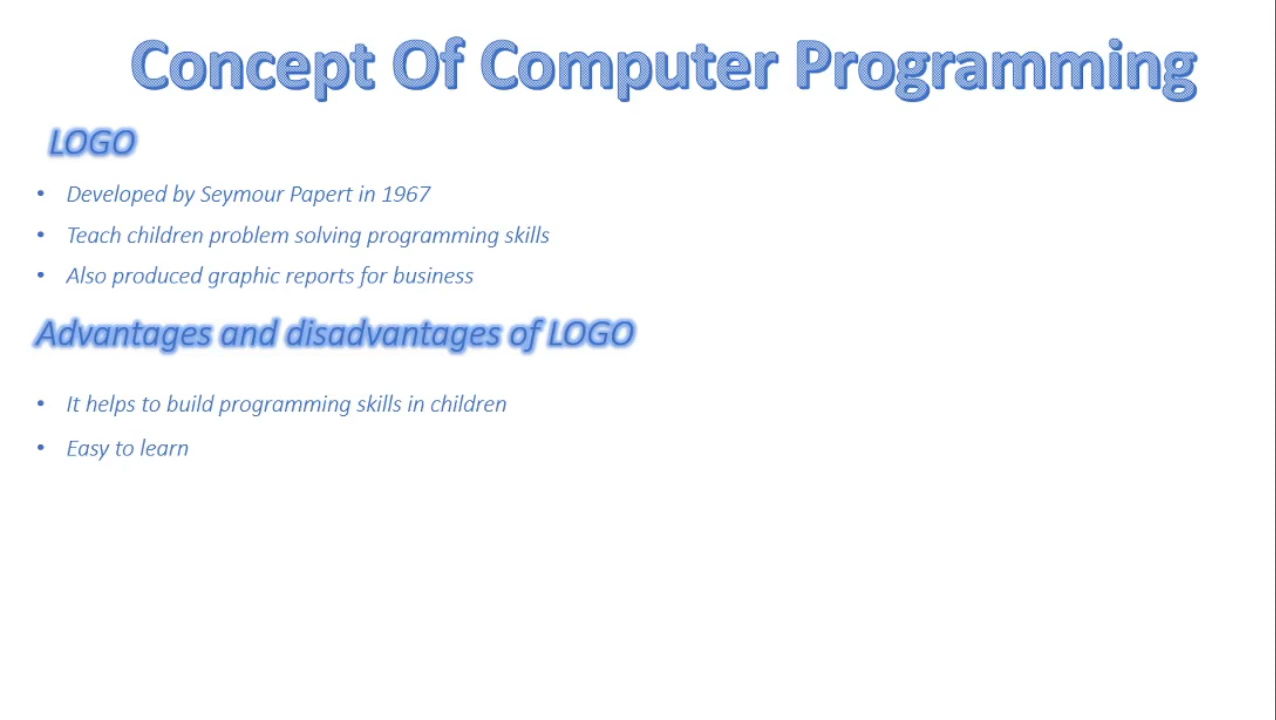 Concept Of Computer Programming
LOGO
• Developed by Seymour Papert in 1967
• Teach children problem solving programming skills
• Also produced graphic reports for business
Advantages and disadvantages of LOGO
• It helps to build programming skills in children
• Easy to learn